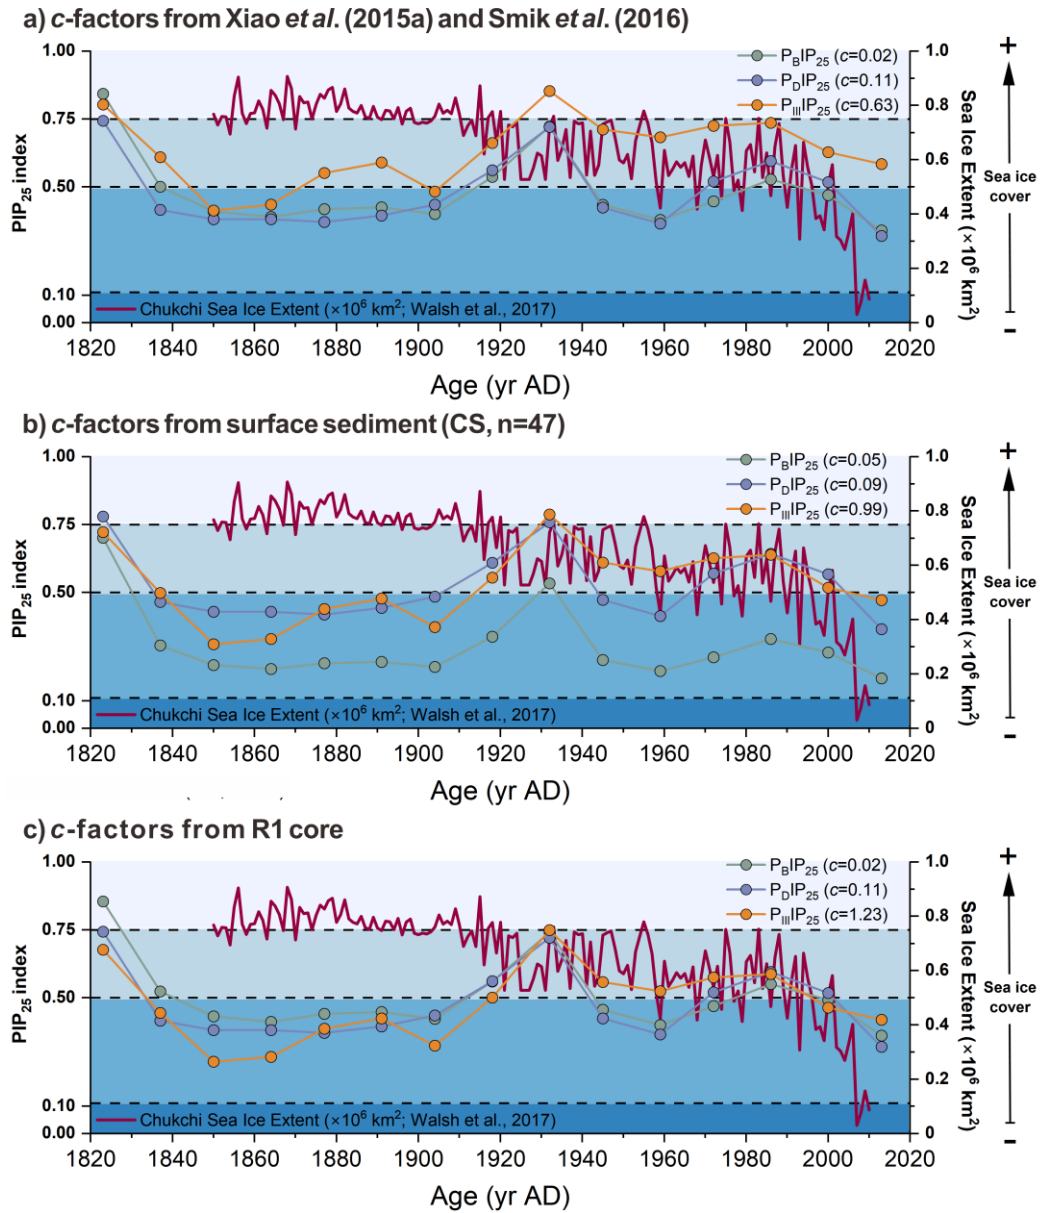 a) c-factors from Xiao et al. (2015a) and Smik et al. (2016)
+
1.00
1.0
PBIP25 (c=0.02)
PDIP25 (c=0.11)
PIIIIP25 (c=0.63)
0.8
0.75
0.6
0.50
0.4
0.2
0.10
0.00
0
PIP25 index
Sea Ice Extent (×10⁶ km²)
Sea ice
cover
−
Chukchi Sea Ice Extent (×10⁶ km²; Walsh et al., 2017)
1820 1840 1860 1880 1900 1920 1940 1960 1980 2000 2020
Age (yr AD)
b) c-factors from surface sediment (CS, n=47)
+
1.00
1.0
PBIP25 (c=0.05)
PDIP25 (c=0.09)
PIIIIP25 (c=0.99)
0.8
0.75
0.6
0.50
0.4
0.2
0.10
0.00
0
PIP25 index
Sea Ice Extent (×10⁶ km²)
Sea ice
cover
−
Chukchi Sea Ice Extent (×10⁶ km²; Walsh et al., 2017)
1820 1840 1860 1880 1900 1920 1940 1960 1980 2000 2020
Age (yr AD)
c) c-factors from R1 core
+
1.00
1.0
PBIP25 (c=0.02)
PDIP25 (c=0.11)
PIIIIP25 (c=1.23)
0.8
0.75
0.6
0.50
0.4
0.2
0.10
0.00
0
PIP25 index
Sea Ice Extent (×10⁶ km²)
Sea ice
cover
−
Chukchi Sea Ice Extent (×10⁶ km²; Walsh et al., 2017)
1820 1840 1860 1880 1900 1920 1940 1960 1980 2000 2020
Age (yr AD)